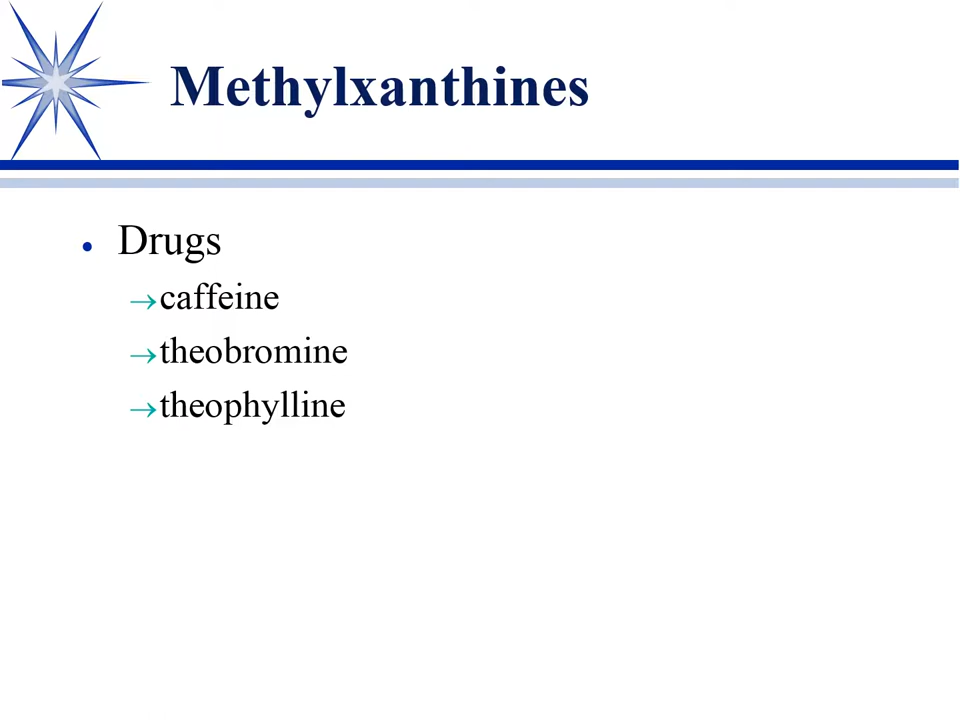 Methylxanthines
• Drugs
→caffeine
→theobromine
→theophylline